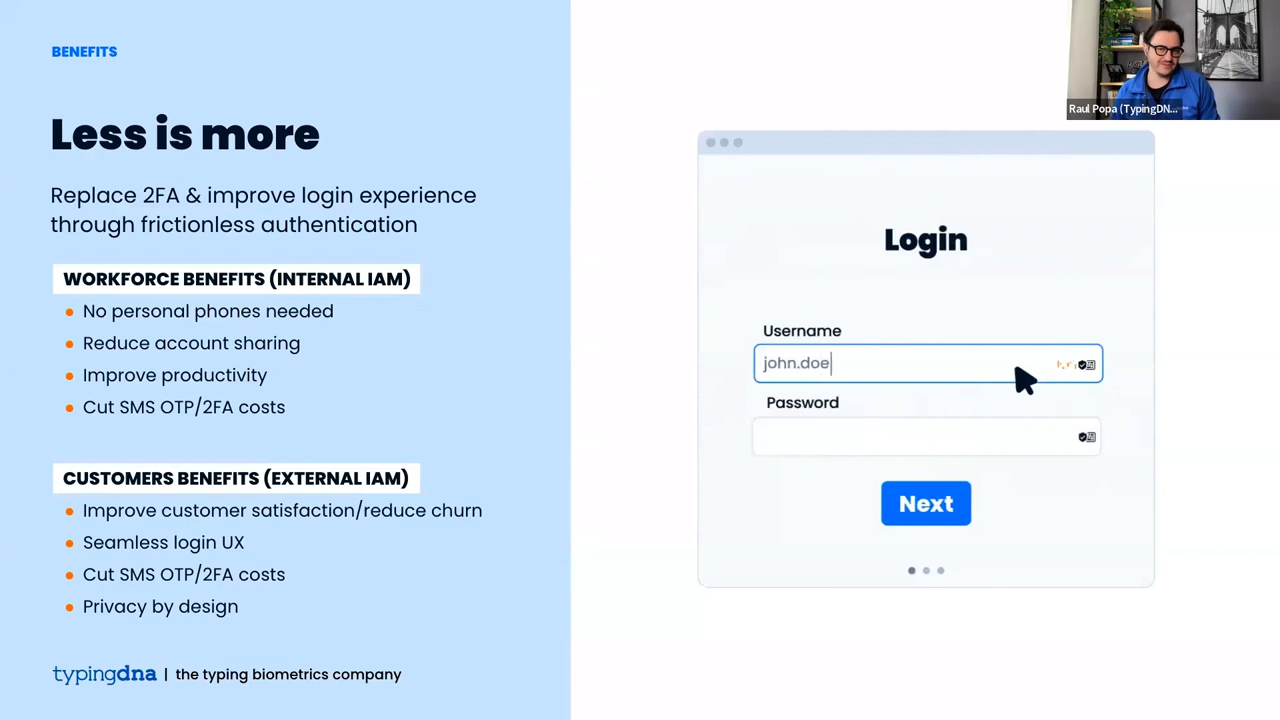 BENEFITS
Less is more
Replace 2FA & improve login experience
through frictionless authentication
WORKFORCE BENEFITS (INTERNAL IAM)
No personal phones needed
Reduce account sharing
Improve productivity
Cut SMS OTP/2FA costs
CUSTOMERS BENEFITS (EXTERNAL IAM)
Improve customer satisfaction/reduce churn
Seamless login UX
Cut SMS OTP/2FA costs
Privacy by design
typingdna | the typing biometrics company
Raul Popa (TypingDN...
Login
Username
john.doe
Password
Next